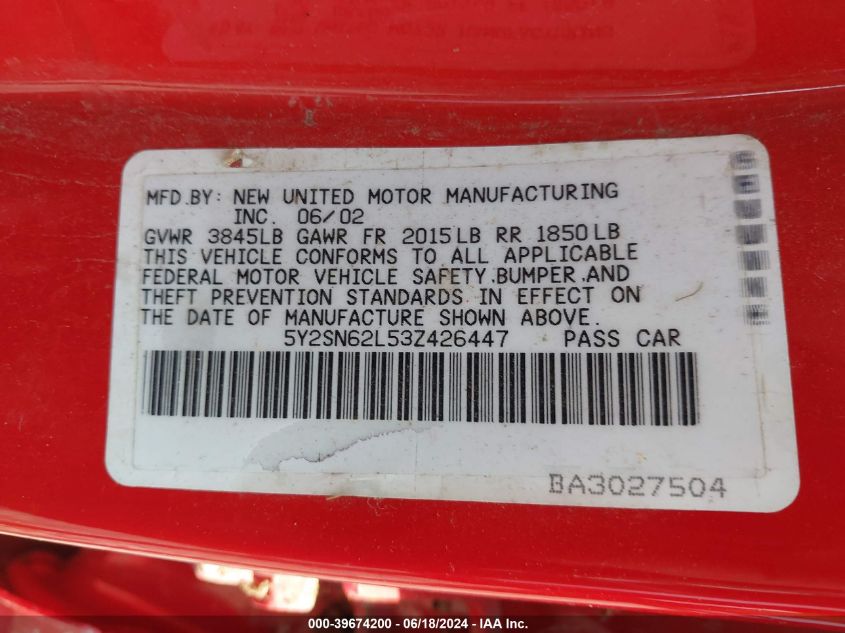 MFD.BY: NEW UNITED MOTOR MANUFACTURING
INC. 06/02
GVWR 3845LB GAWR FR 2015LB RR 1850LB
THIS VEHICLE CONFORMS TO ALL APPLICABLE
FEDERAL MOTOR VEHICLE SAFETY.BUMPER.AND
THEFT PREVENTION STANDARDS IN EFFECT ON
THE DATE OF MANUFACTURE SHOWN ABOVE.
5Y2SN62L53Z426447 PASS CAR
BA3027504
000-39674200 - 06/18/2024 - IAA Inc.